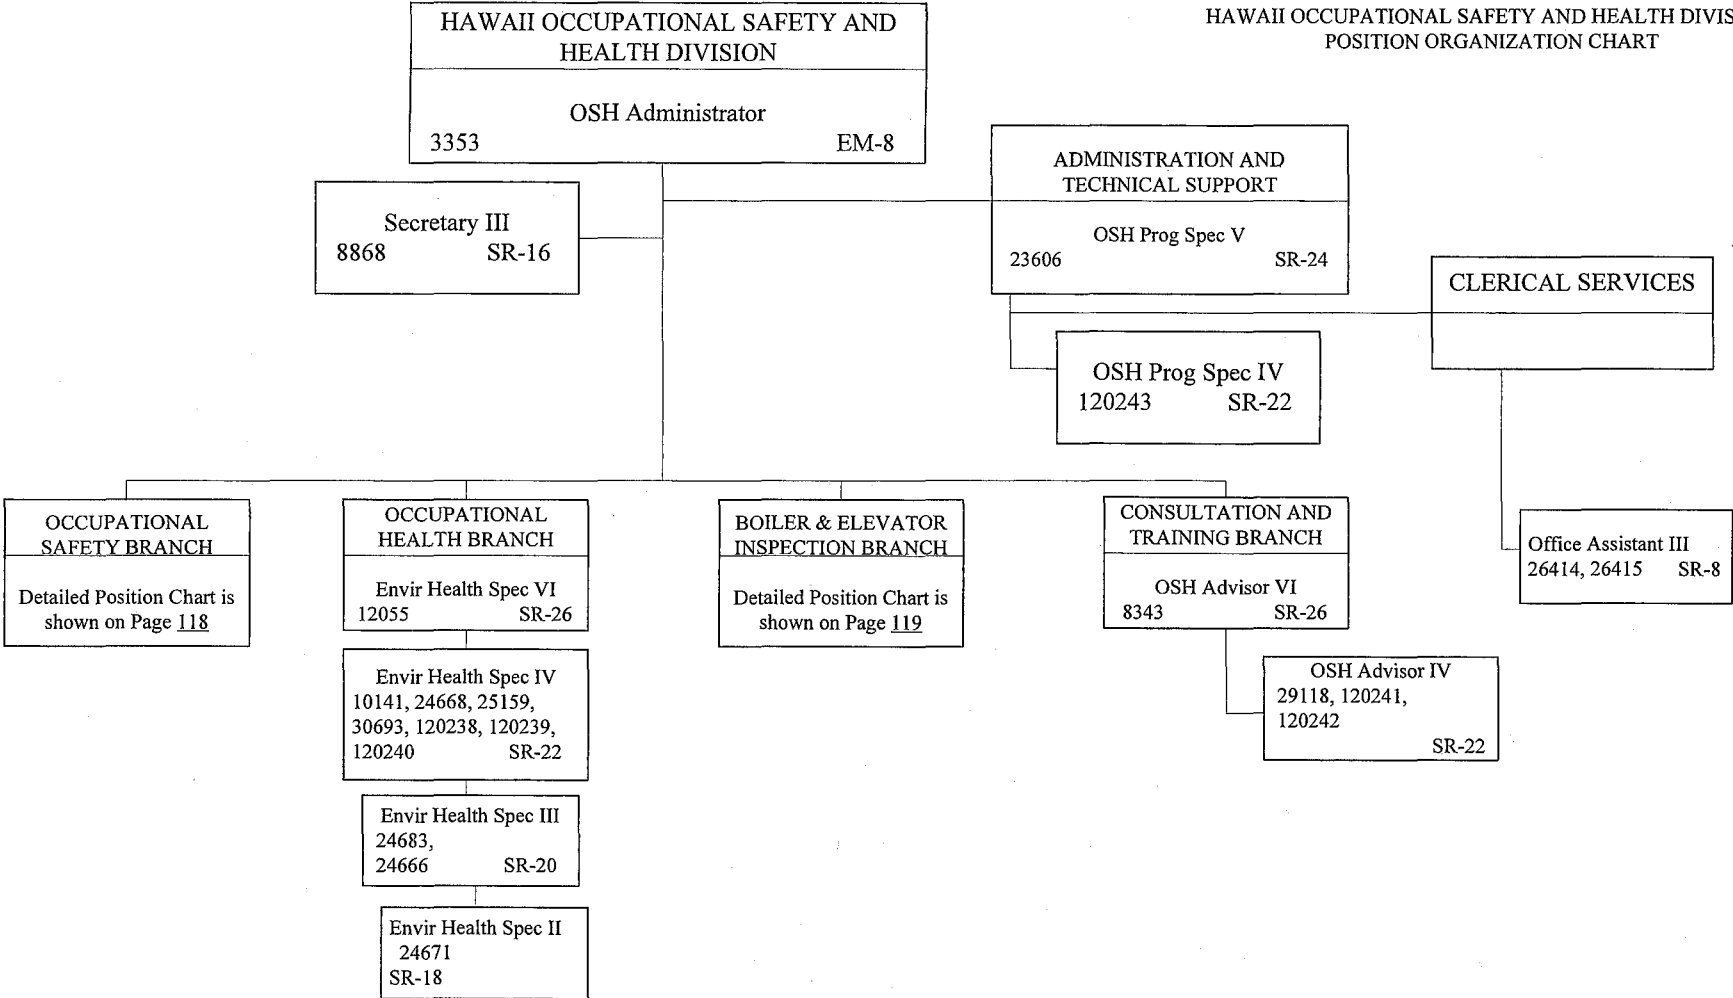 HAWAII OCCUPATIONAL SAFETY AND HEALTH DIVIS
POSITION ORGANIZATION CHART
HAWAII OCCUPATIONAL SAFETY AND
HEALTH DIVISION
OSH Administrator
3353 EM-8
Secretary III
8868 SR-16
ADMINISTRATION AND
TECHNICAL SUPPORT
OSH Prog Spec V
23606 SR-24
CLERICAL SERVICES
OSH Prog Spec IV
120243 SR-22
Office Assistant III
26414, 26415 SR-8
OCCUPATIONAL
SAFETY BRANCH
Detailed Position Chart is
shown on Page 118
OCCUPATIONAL
HEALTH BRANCH
Envir Health Spec VI
12055 SR-26
Envir Health Spec IV
10141, 24668, 25159,
30693, 120238, 120239,
120240 SR-22
Envir Health Spec III
24683,
24666 SR-20
Envir Health Spec II
24671
SR-18
BOILER & ELEVATOR
INSPECTION BRANCH
Detailed Position Chart is
shown on Page 119
CONSULTATION AND
TRAINING BRANCH
OSH Advisor VI
8343 SR-26
OSH Advisor IV
29118, 120241,
120242
SR-22